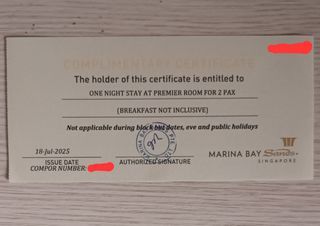 COMPLIMENTARY CERTIFICATE
The holder of this certificate is entitled to
ONE NIGHT STAY AT PREMIER ROOM FOR 2 PAX
(BREAKFAST NOT INCLUSIVE)
Not applicable during block out dates, eve and public holidays
18-Jul-2025
ISSUE DATE
AUTHORIZED SIGNATURE
COMPOR NUMBER:
MARINA BAY Sands
SINGAPORE